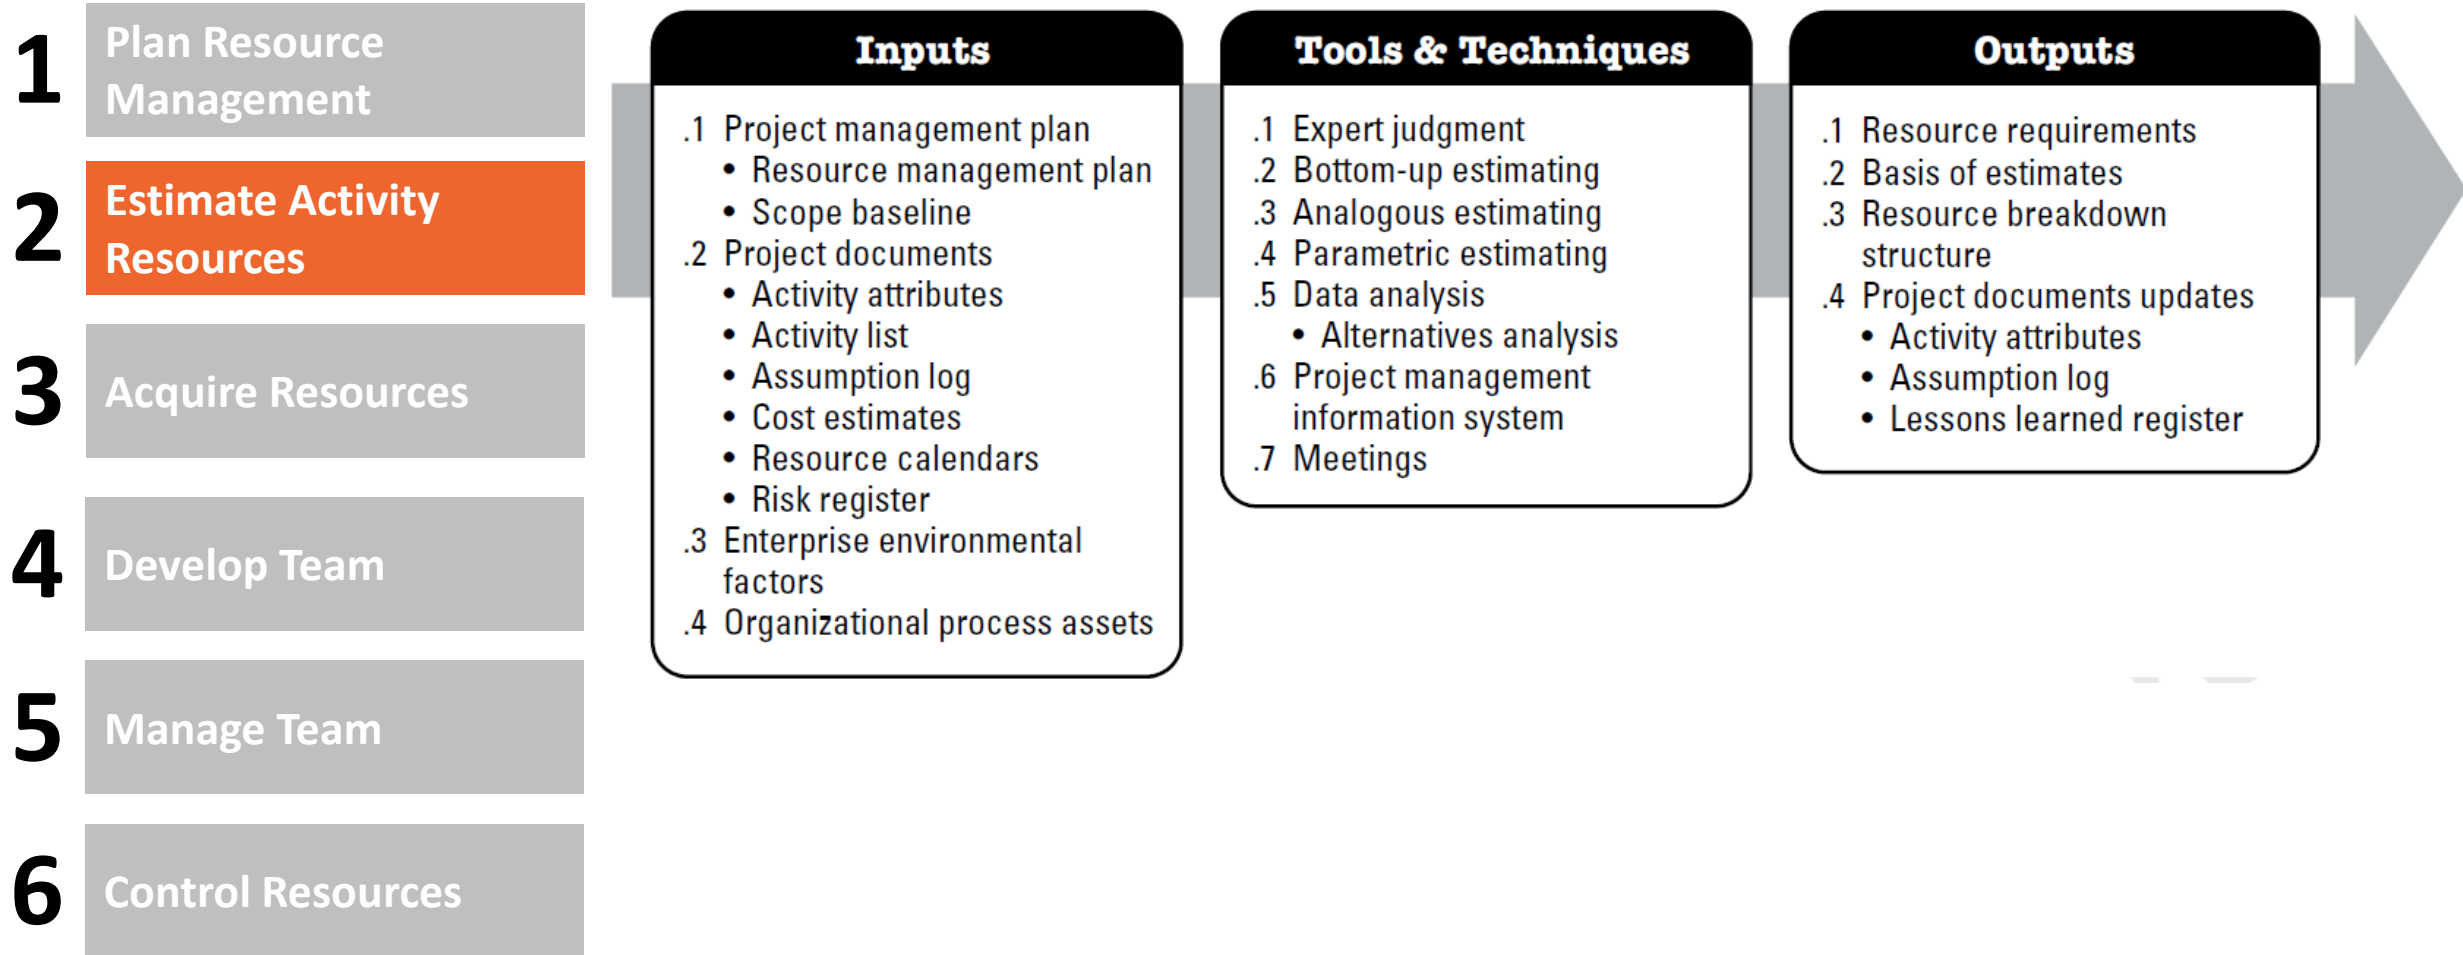 1
Plan Resource
Management
2
Estimate Activity
Resources
3
Acquire Resources
4
Develop Team
5
Manage Team
6
Control Resources
Inputs
.1 Project management plan
• Resource management plan
• Scope baseline
.2 Project documents
• Activity attributes
• Activity list
• Assumption log
• Cost estimates
• Resource calendars
• Risk register
.3 Enterprise environmental
factors
.4 Organizational process assets
Tools & Techniques
.1 Expert judgment
.2 Bottom-up estimating
.3 Analogous estimating
.4 Parametric estimating
.5 Data analysis
• Alternatives analysis
.6 Project management
information system
.7 Meetings
Outputs
.1 Resource requirements
.2 Basis of estimates
.3 Resource breakdown
structure
.4 Project documents updates
• Activity attributes
• Assumption log
• Lessons learned register